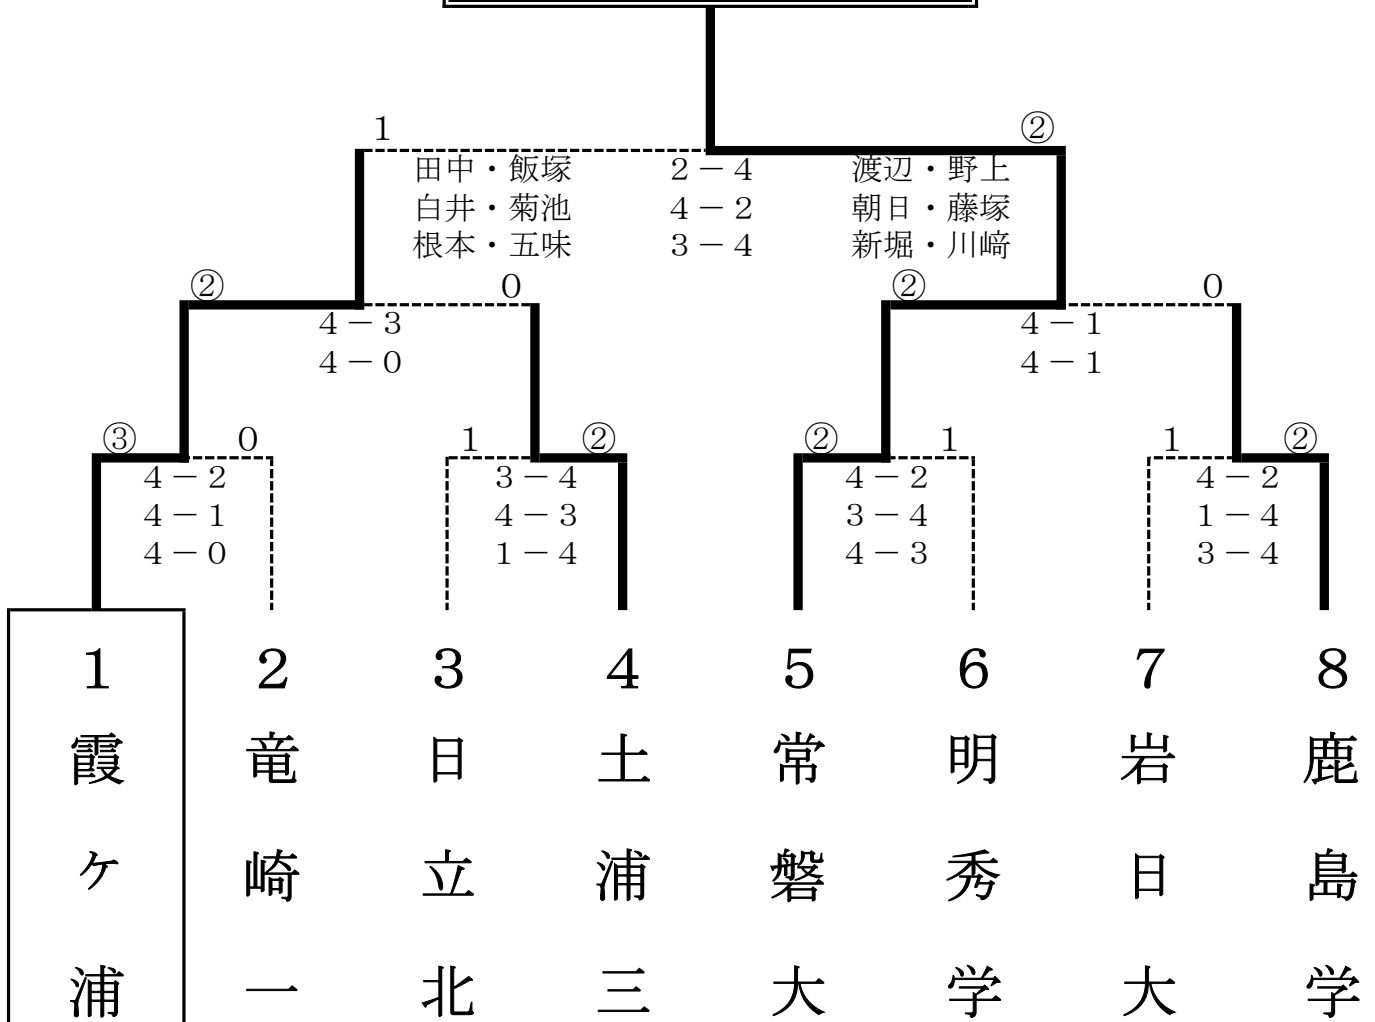 1 ②
田中・飯塚 2－4 渡辺・野上
白井・菊池 4－2 朝日・藤塚
根本・五味 3－4 新堀・川﨑
② 0 ② 0
4－3 4－1
4－0 4－1
③ 0 1 ② ② 1 1 ②
4－2 3－4 4－2 4－2
4－1 4－3 3－4 1－4
4－0 1－4 4－3 3－4
1 2 3 4 5 6 7 8
霞ヶ浦
竜崎一
日立北
土浦三
常磐大
明秀学
岩日大
鹿島学